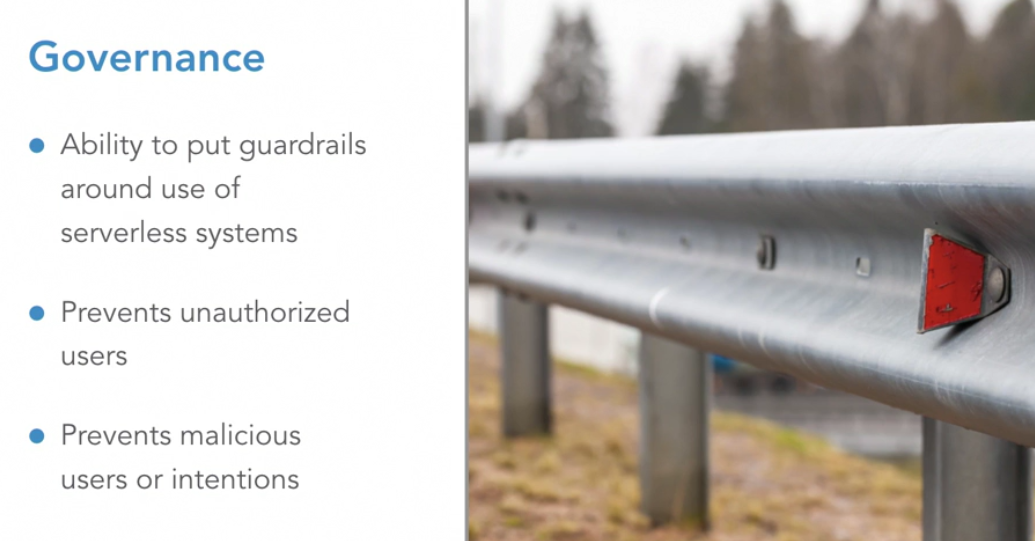 Governance
Ability to put guardrails
around use of
serverless systems
Prevents unauthorized
users
Prevents malicious
users or intentions